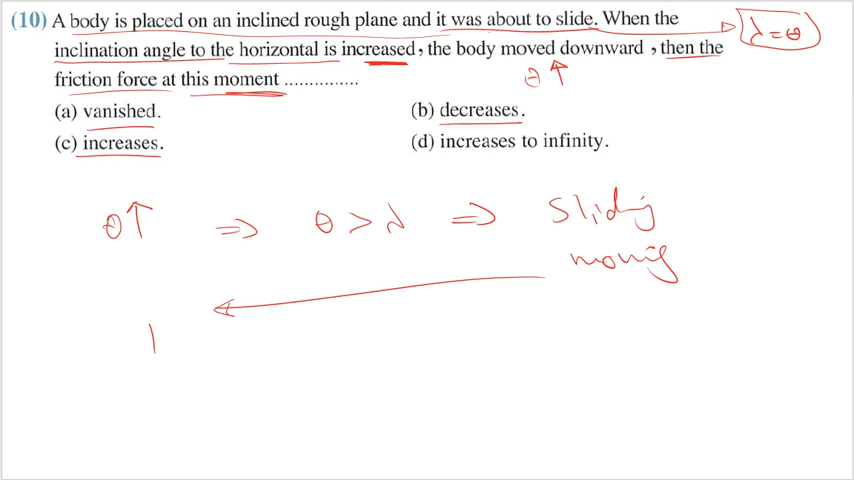 (10) A body is placed on an inclined rough plane and it was about to slide. When the
λ = θ
inclination angle to the horizontal is increased, the body moved downward, then the
friction force at this moment ...............
θ ↑
(a) vanished. (b) decreases.
(c) increases. (d) increases to infinity.
θ↑ ⇒ θ > λ ⇒ sliding
moving